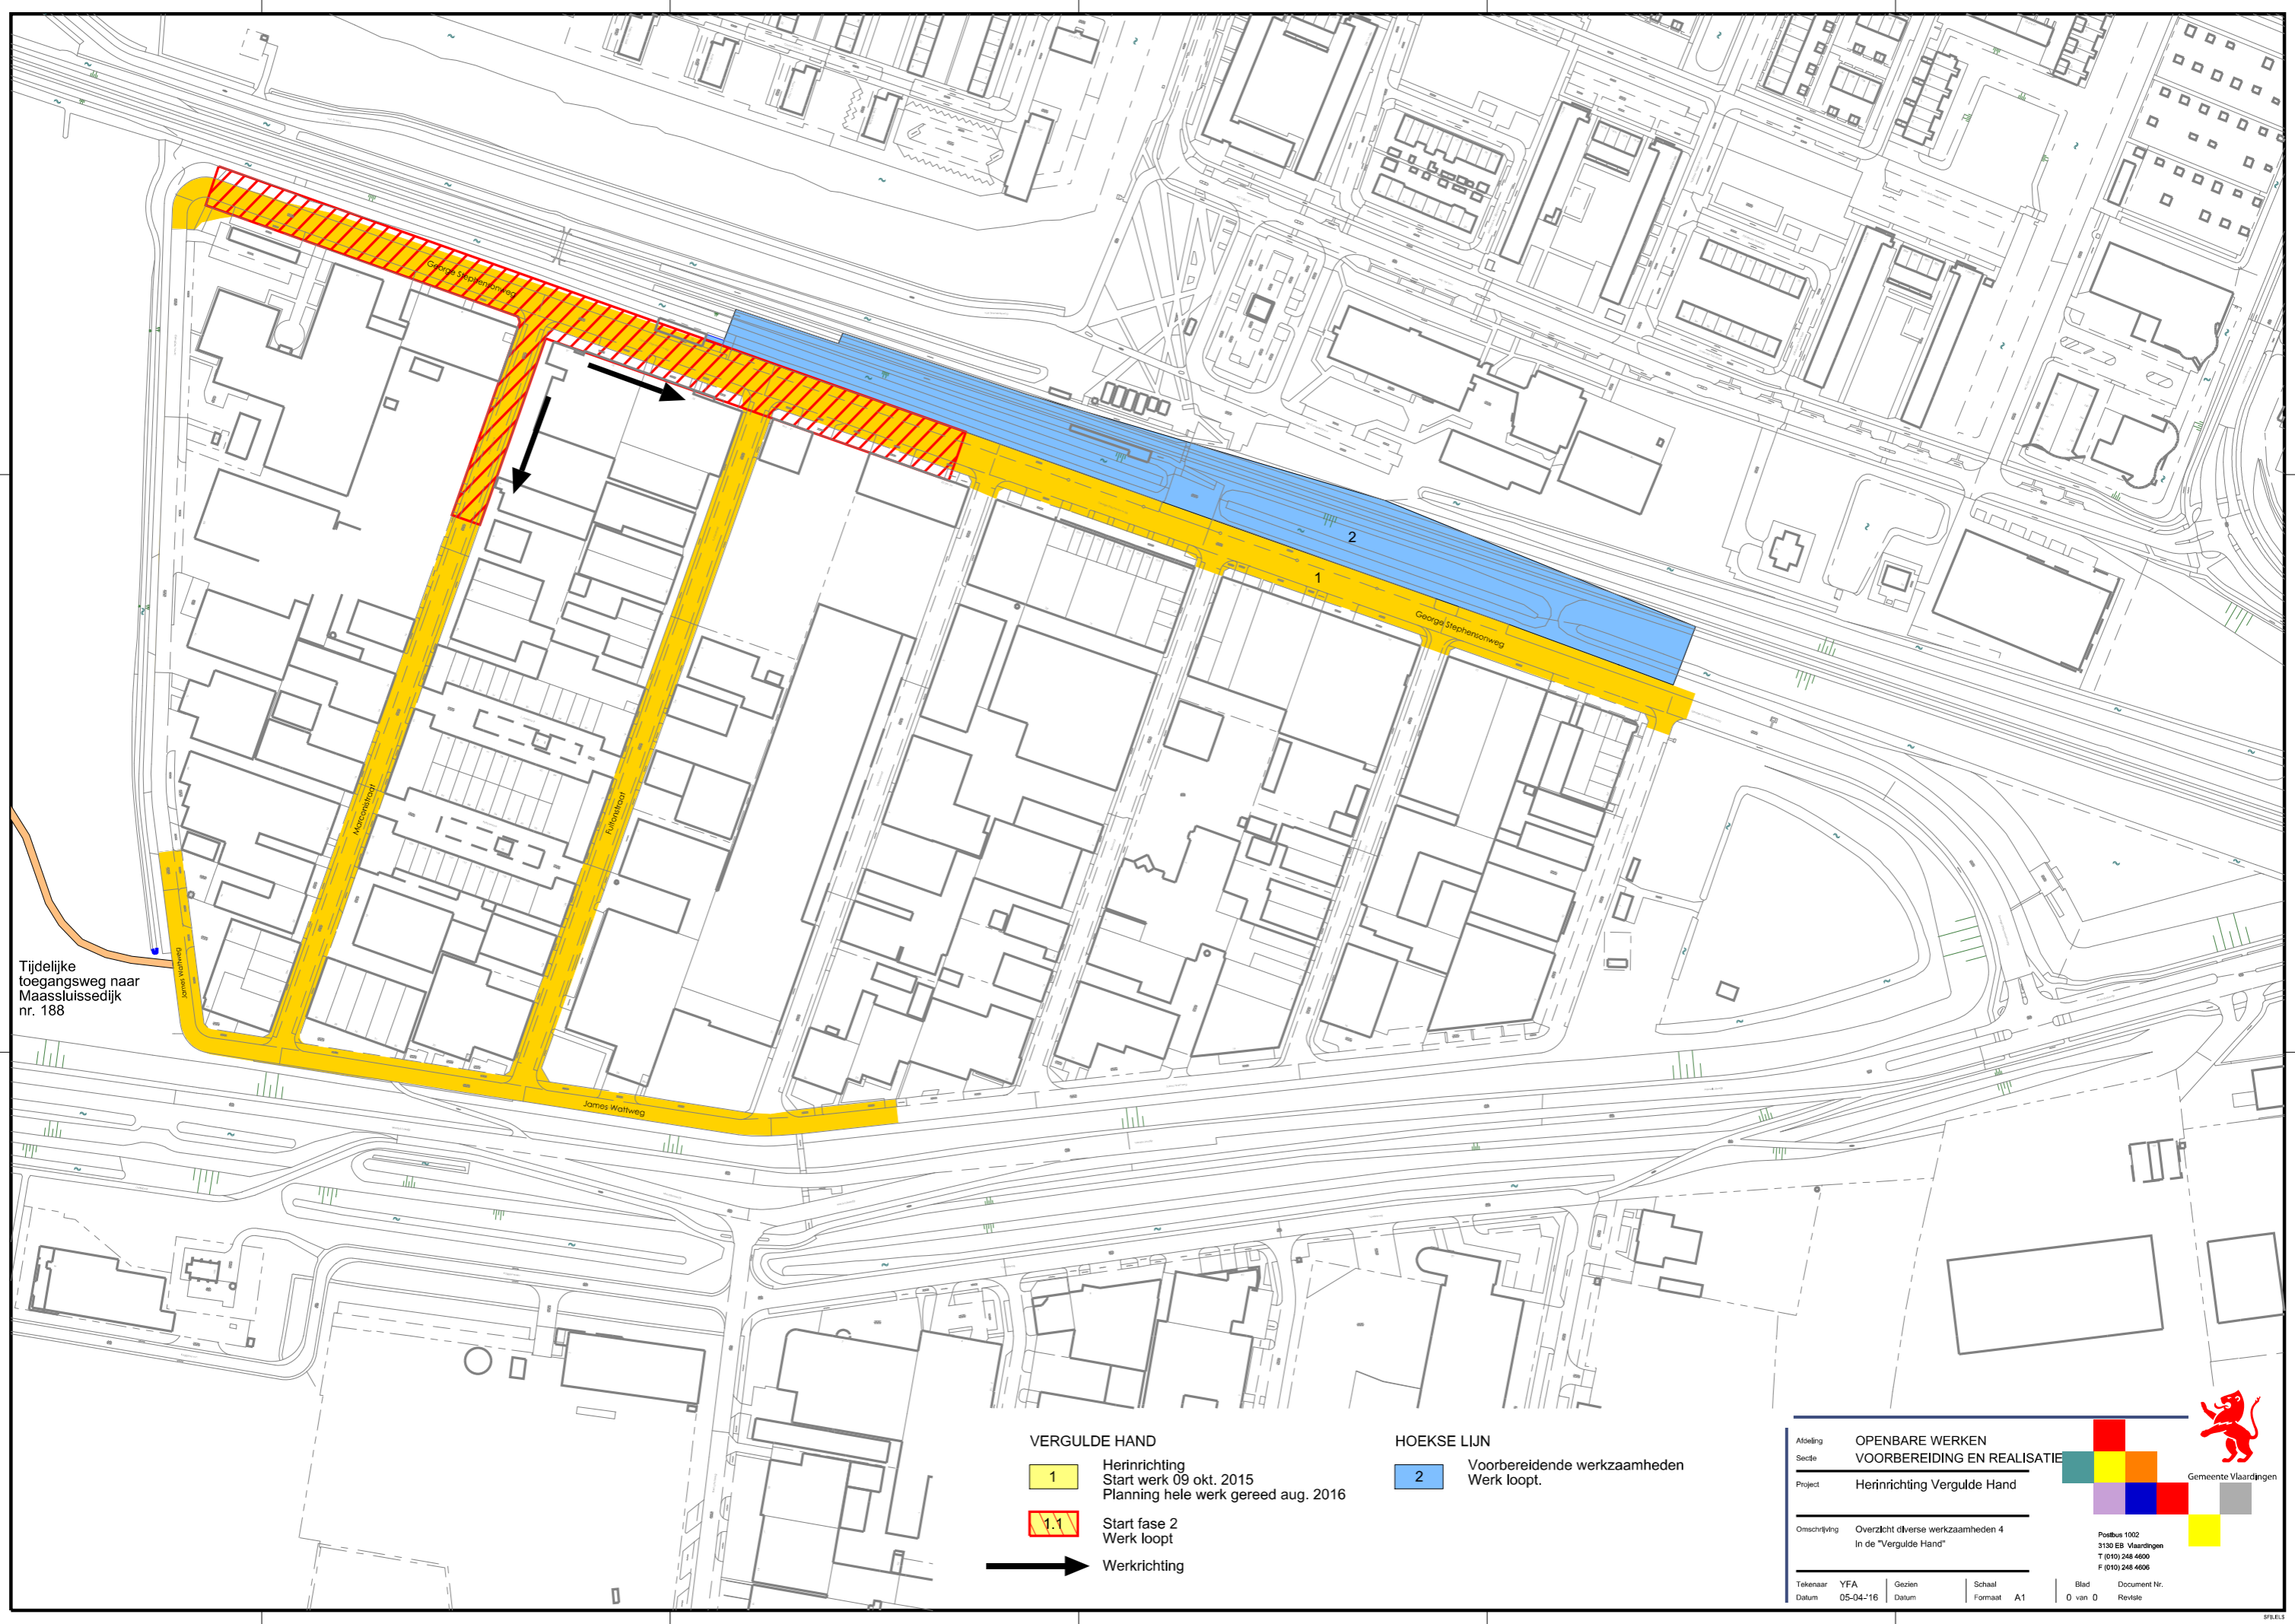 George Stephensonweg
2
1
George Stephensonweg
Marconistraat
Fultonstraat
James Wattweg
Tijdelijke
toegangsweg naar
Maassluissedijk
nr. 188
James Wattweg
VERGULDE HAND
1
Herinrichting
Start werk 09 okt. 2015
Planning hele werk gereed aug. 2016
1.1
Start fase 2
Werk loopt
Werkrichting
HOEKSE LIJN
2
Voorbereidende werkzaamheden
Werk loopt.
Afdeling OPENBARE WERKEN
Sectie VOORBEREIDING EN REALISATIE
Project Herinrichting Vergulde Hand
Omschrijving Overzicht diverse werkzaamheden 4
In de "Vergulde Hand"
Gemeente Vlaardingen
Postbus 1002
3130 EB Vlaardingen
T (010) 248 4600
F (010) 248 4606
Tekenaar YFA Gezien Schaal Blad Document Nr.
Datum 05-04-'16 Datum Formaat A1 0 van 0 Revisie